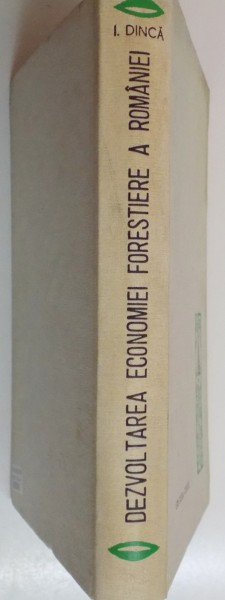 I. DINCĂ
DEZVOLTAREA ECONOMIEI FORESTIERE A ROMÂNIEI